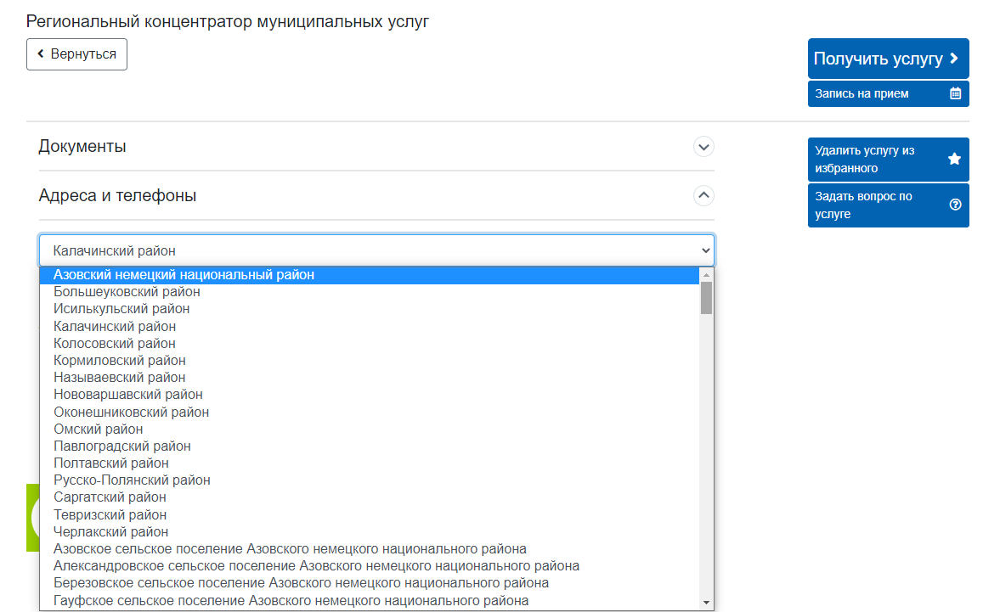 Региональный концентратор муниципальных услуг
Вернуться
Получить услугу
Запись на прием
Документы
Удалить услугу из
избранного
Адреса и телефоны
Задать вопрос по
услуге
Калачинский район
Азовский немецкий национальный район
Большеуковский район
Исилькульский район
Калачинский район
Колосовский район
Кормиловский район
Называевский район
Нововаршавский район
Оконешниковский район
Омский район
Павлоградский район
Полтавский район
Русско-Полянский район
Саргатский район
Тевризский район
Черлакский район
Азовское сельское поселение Азовского немецкого национального района
Александровское сельское поселение Азовского немецкого национального района
Березовское сельское поселение Азовского немецкого национального района
Гауфское сельское поселение Азовского немецкого национального района